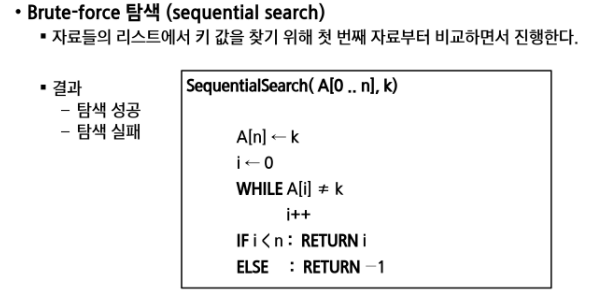 • Brute-force 탐색 (sequential search)
▪ 자료들의 리스트에서 키 값을 찾기 위해 첫 번째 자료부터 비교하면서 진행한다.
▪ 결과
– 탐색 성공
– 탐색 실패
SequentialSearch( A[0 .. n], k)
A[n] ← k
i ← 0
WHILE A[i] ≠ k
i++
IF i < n : RETURN i
ELSE : RETURN –1